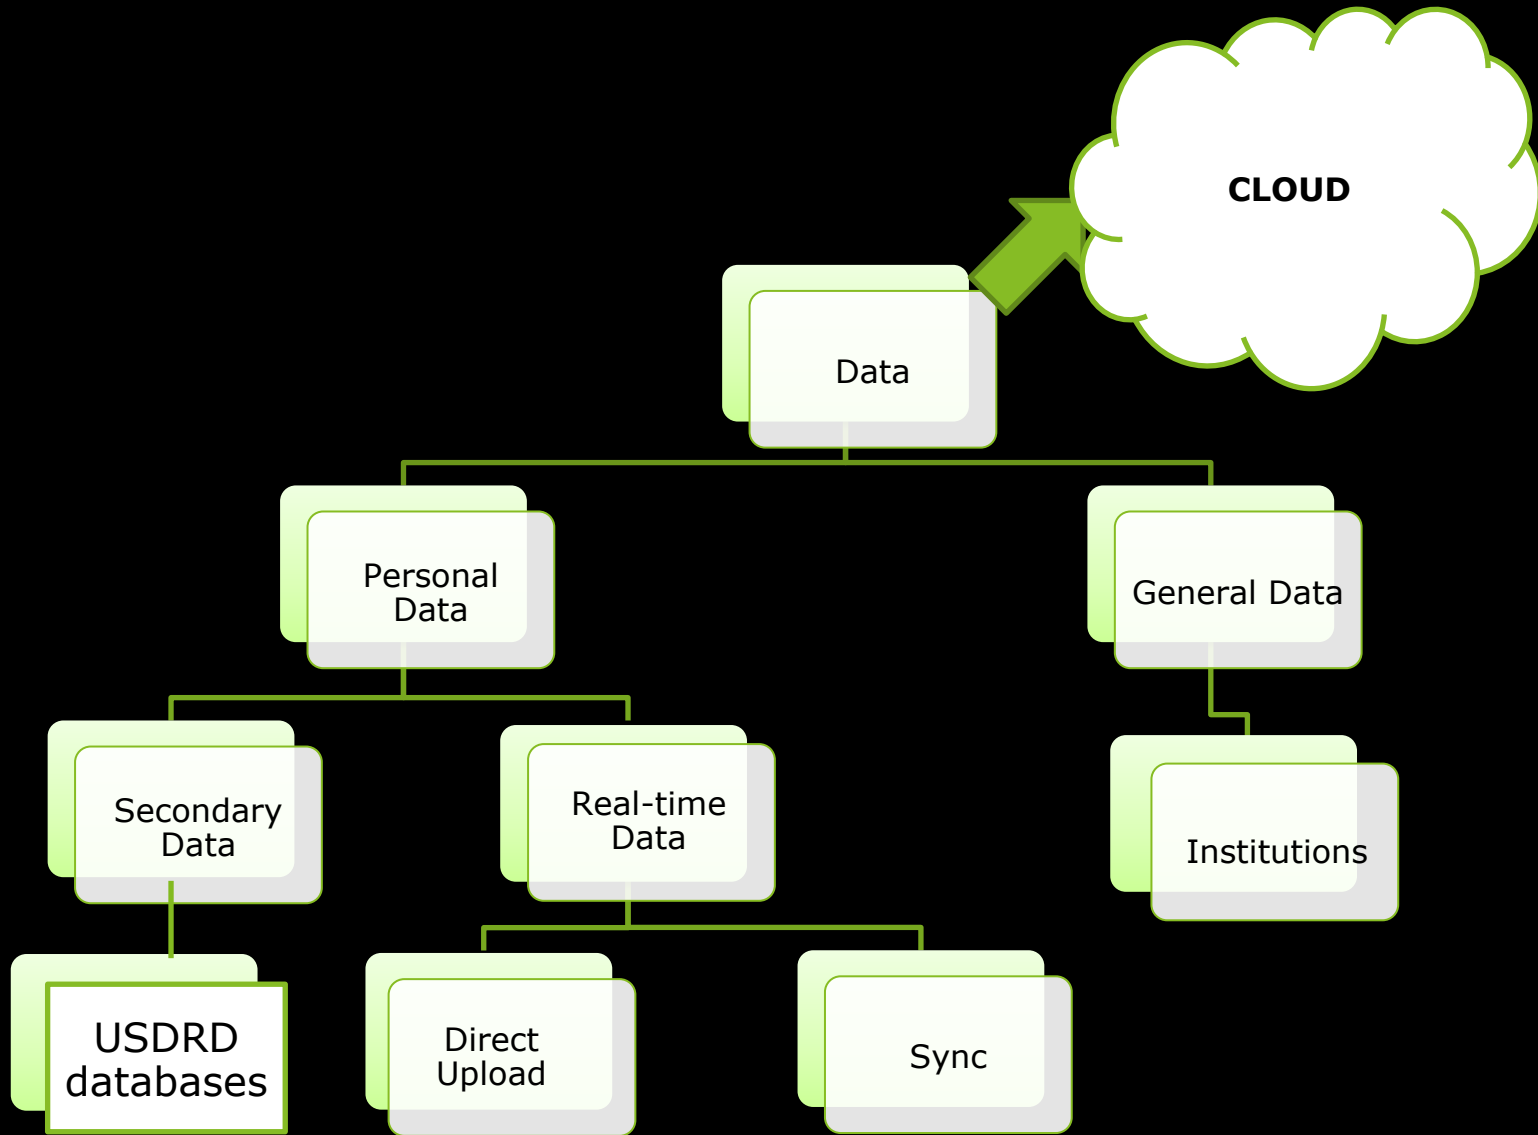 CLOUD
Data
Personal
Data
General Data
Secondary
Data
Real-time
Data
Institutions
USDRD
databases
Direct
Upload
Sync